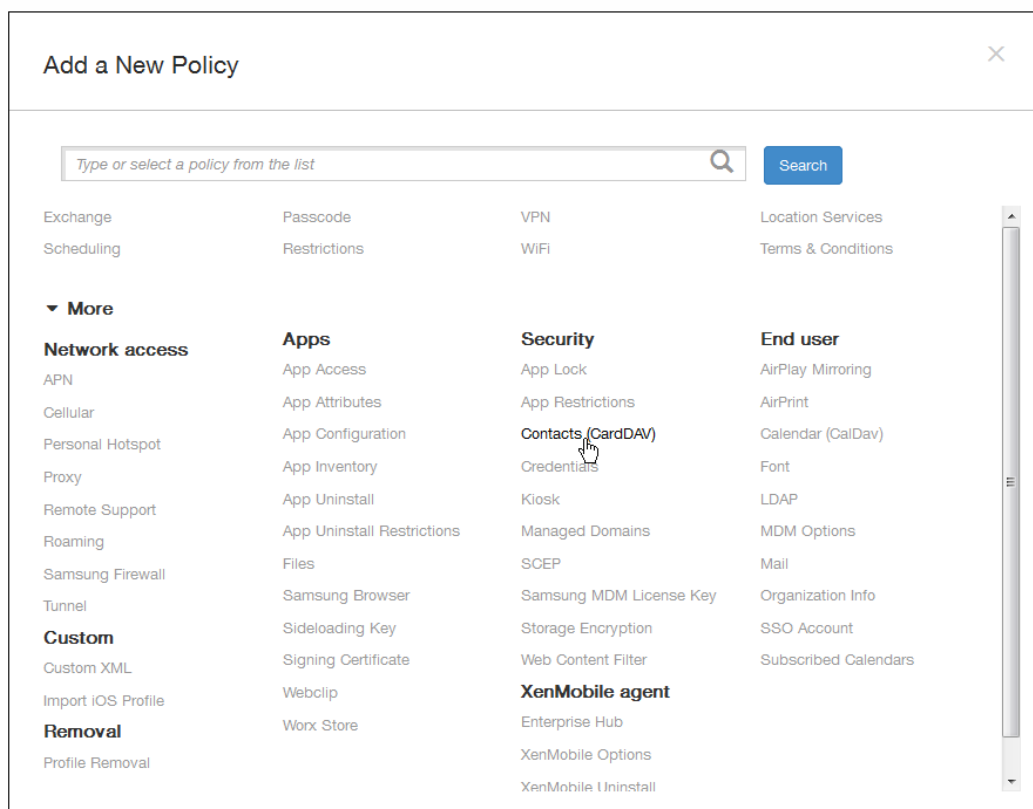 Add a New Policy
Type or select a policy from the list
Search
Exchange
Passcode
VPN
Location Services
Scheduling
Restrictions
WiFi
Terms & Conditions
More
Network access
APN
Cellular
Personal Hotspot
Proxy
Remote Support
Roaming
Samsung Firewall
Tunnel
Custom
Custom XML
Import iOS Profile
Removal
Profile Removal
Apps
App Access
App Attributes
App Configuration
App Inventory
App Uninstall
App Uninstall Restrictions
Files
Samsung Browser
Sideloading Key
Signing Certificate
Webclip
Worx Store
Security
App Lock
App Restrictions
Contacts (CardDAV)
Credentials
Kiosk
Managed Domains
SCEP
Samsung MDM License Key
Storage Encryption
Web Content Filter
XenMobile agent
Enterprise Hub
XenMobile Options
XenMobile Uninstall
End user
AirPlay Mirroring
AirPrint
Calendar (CalDav)
Font
LDAP
MDM Options
Mail
Organization Info
SSO Account
Subscribed Calendars